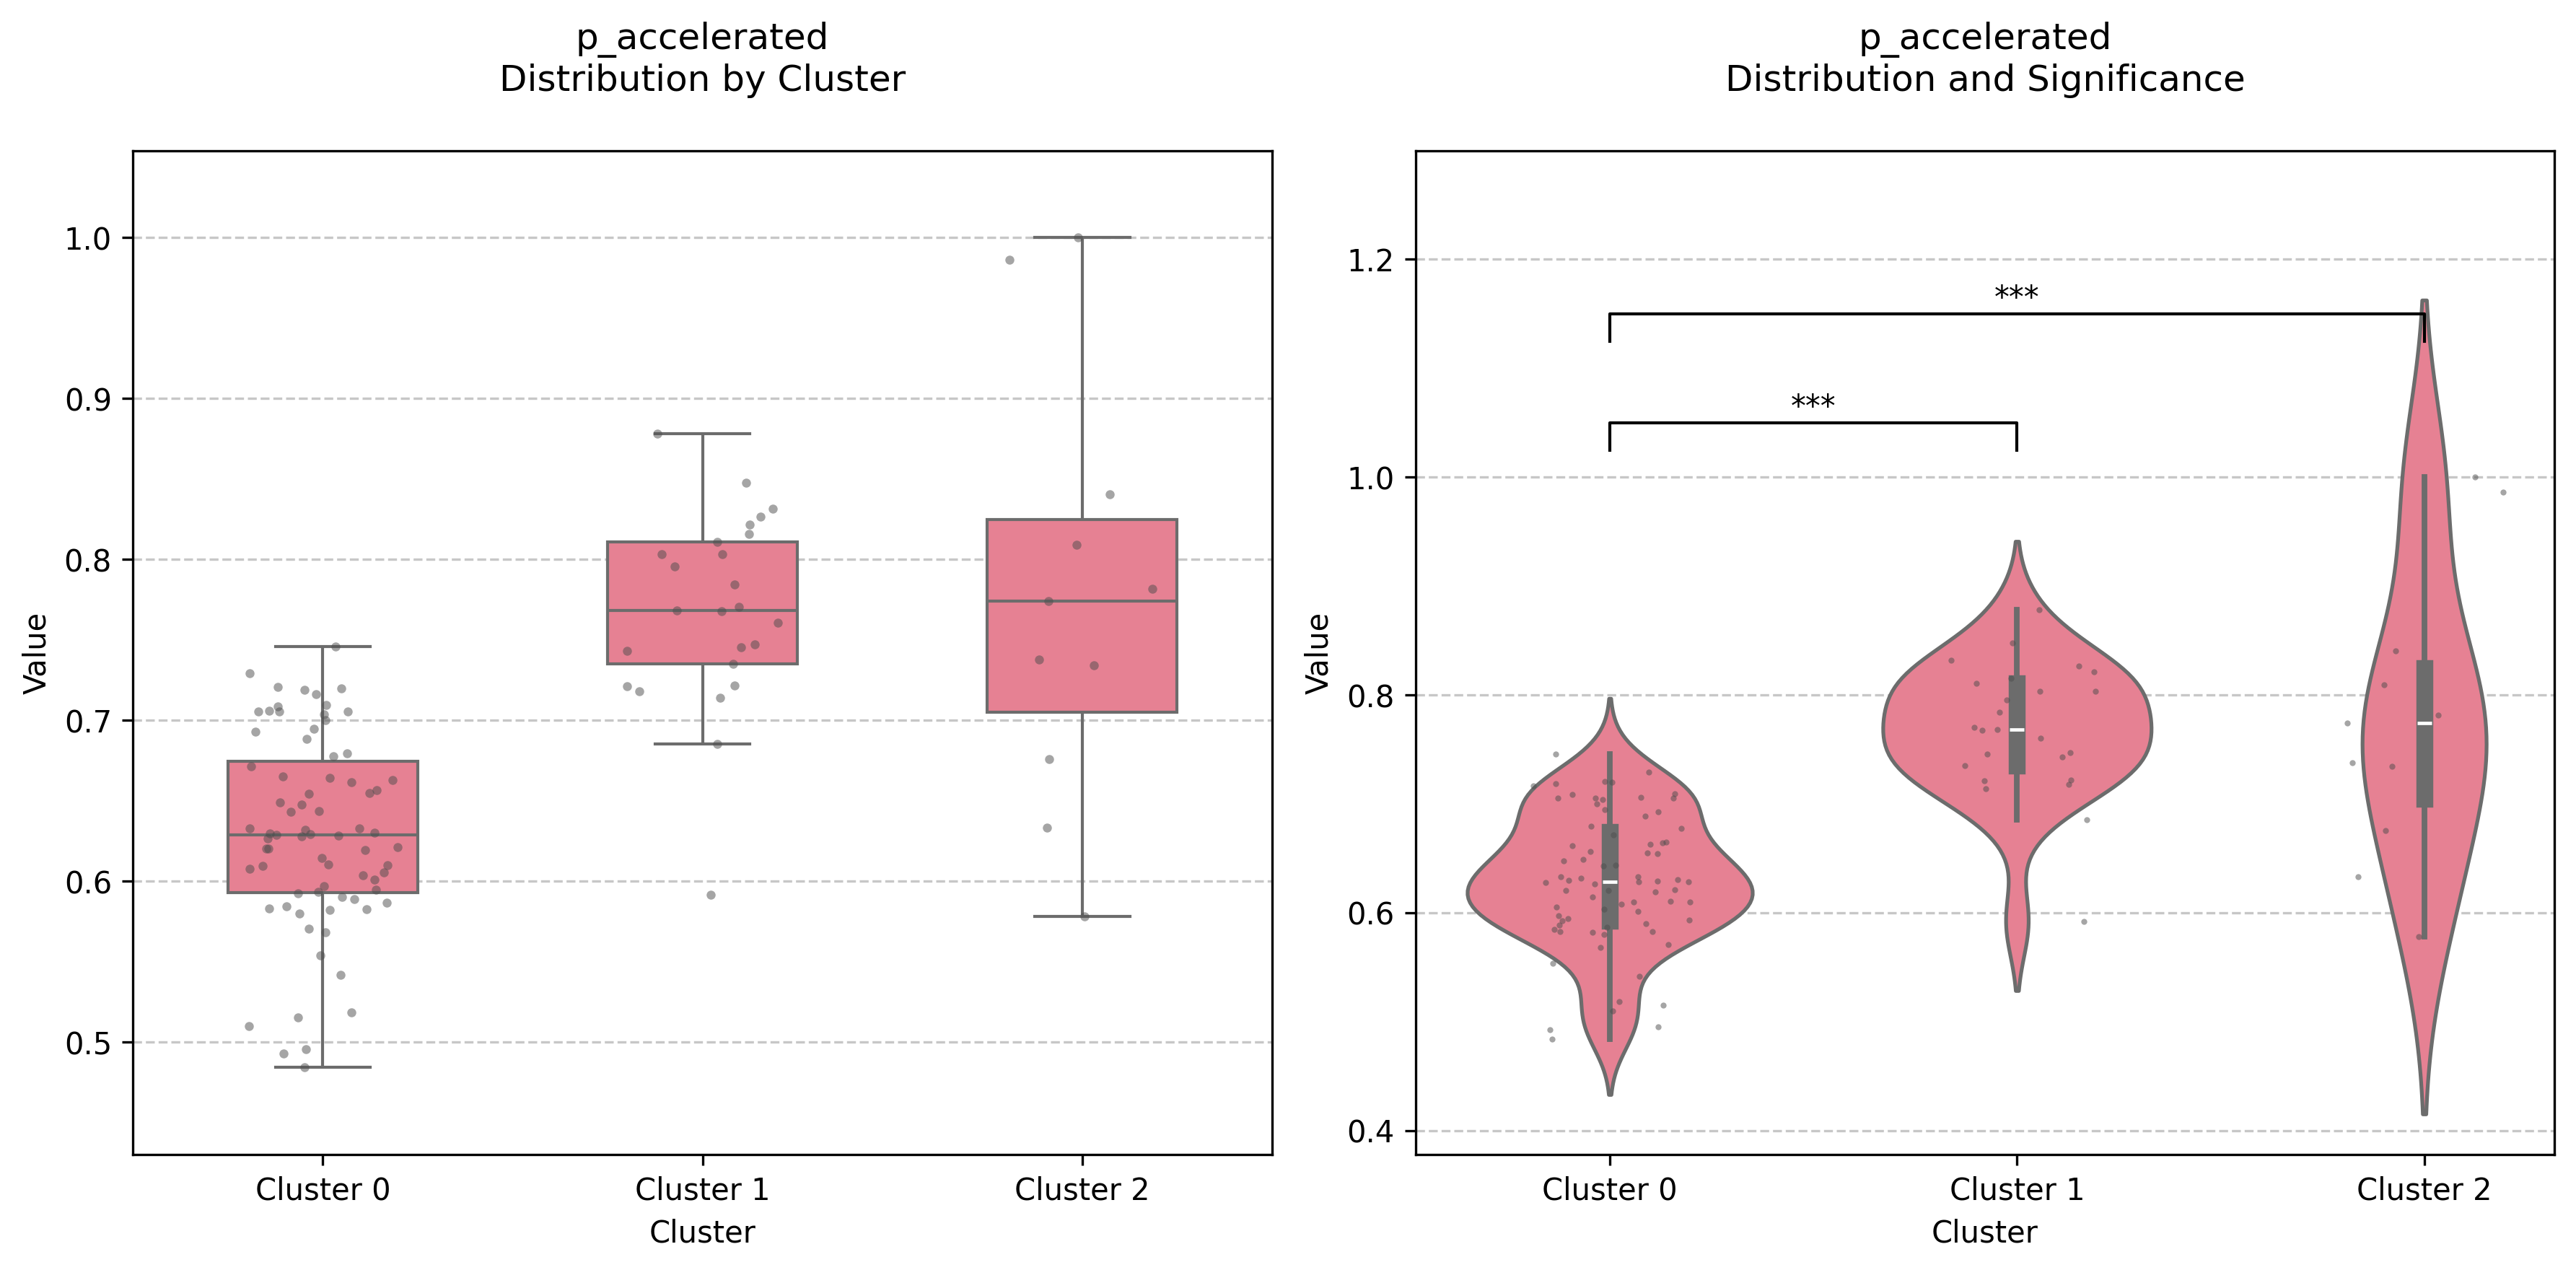 p_accelerated
Distribution by Cluster
1.0
0.9
0.8
0.7
0.6
0.5
Value
Cluster 0
Cluster 1
Cluster 2
Cluster
p_accelerated
Distribution and Significance
1.2
1.0
0.8
0.6
0.4
Value
***
***
Cluster 0
Cluster 1
Cluster 2
Cluster